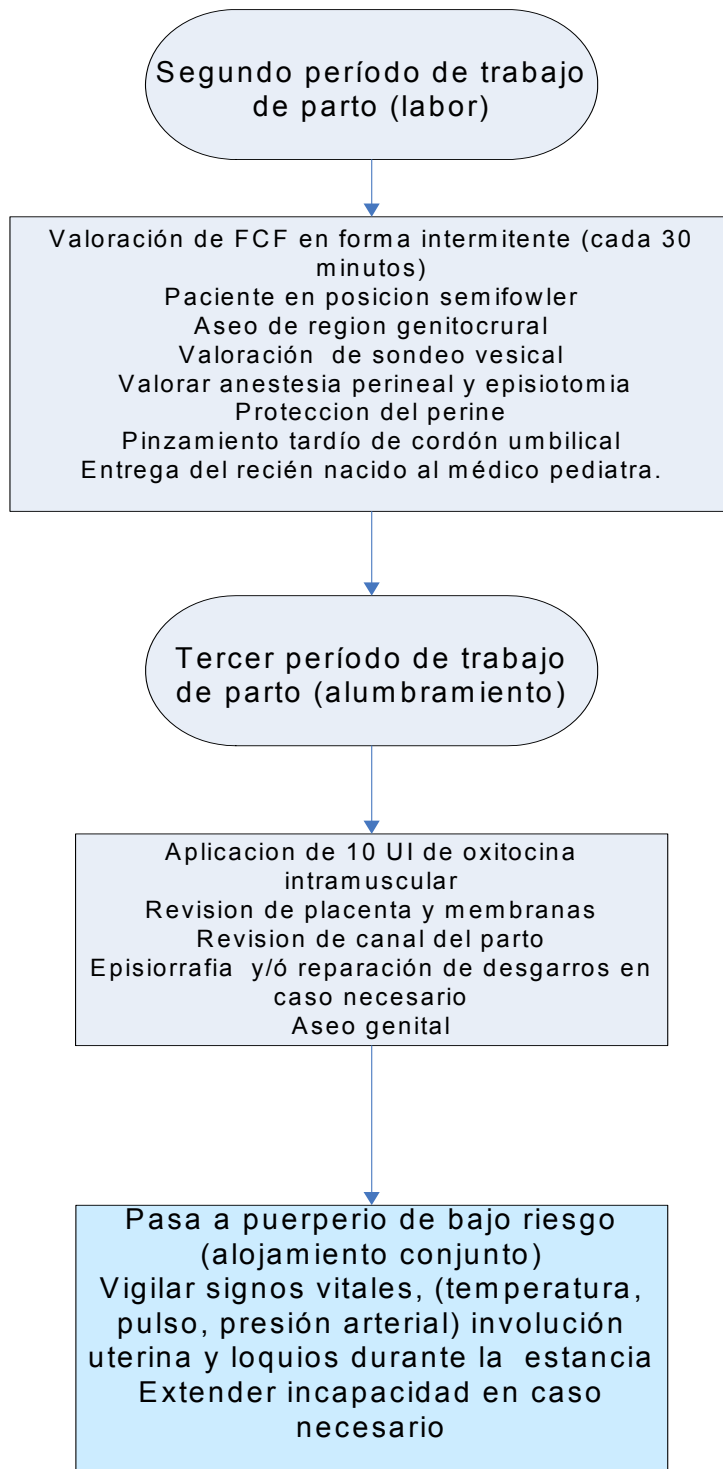 Segundo período de trabajo
de parto (labor)
Valoración de FCF en forma intermitente (cada 30
minutos)
Paciente en posicion semifowler
Aseo de region genitocrural
Valoración de sondeo vesical
Valorar anestesia perineal y episiotomia
Proteccion del perine
Pinzamiento tardío de cordón umbilical
Entrega del recién nacido al médico pediatra.
Tercer período de trabajo
de parto (alumbramiento)
Aplicacion de 10 UI de oxitocina
intramuscular
Revision de placenta y membranas
Revision de canal del parto
Episiorrafia y/ó reparación de desgarros en
caso necesario
Aseo genital
Pasa a puerperio de bajo riesgo
(alojamiento conjunto)
Vigilar signos vitales, (temperatura,
pulso, presión arterial) involución
uterina y loquios durante la estancia
Extender incapacidad en caso
necesario